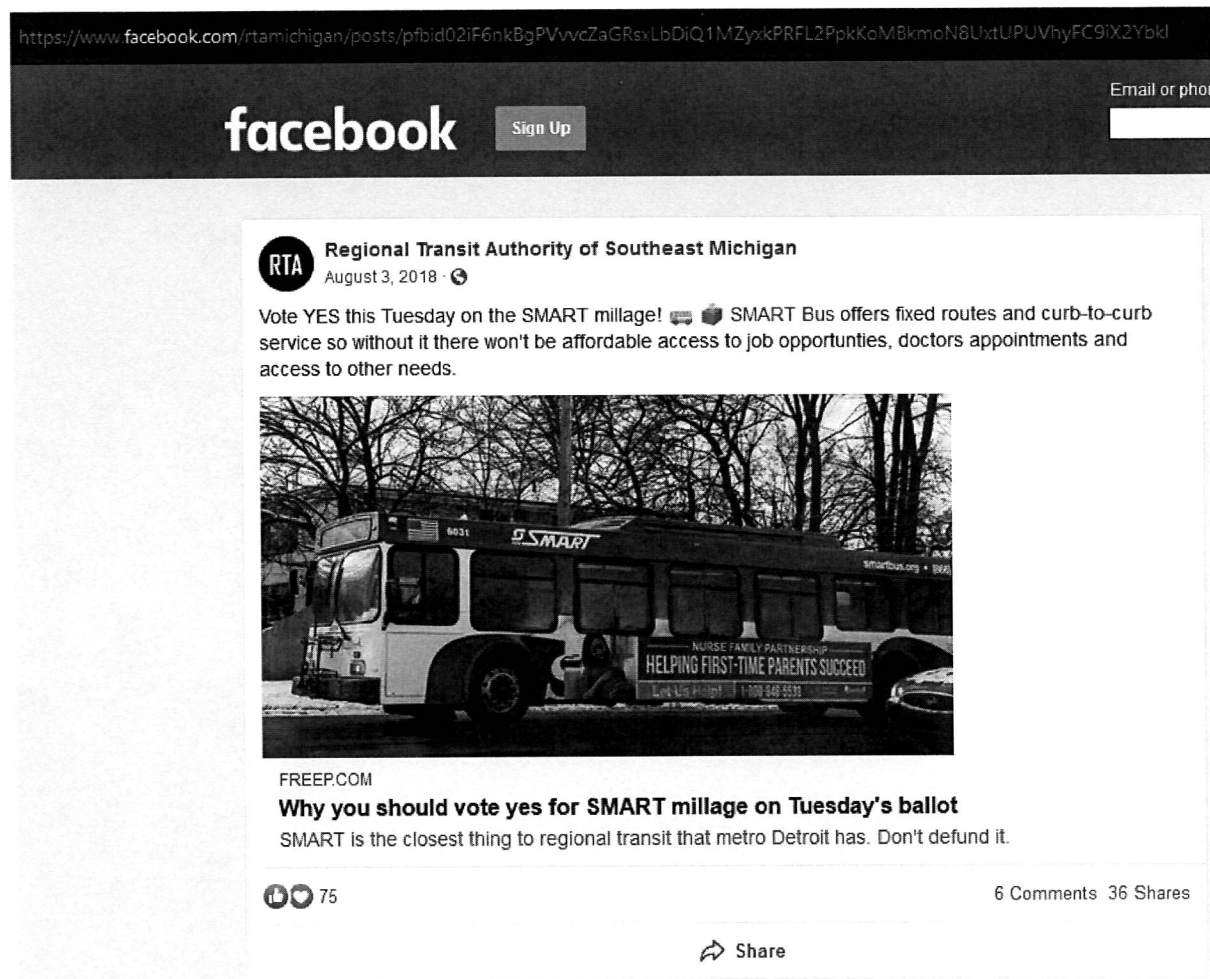 https://www.facebook.com/rtamichigan/posts/
facebook
Sign Up
Email or phor
RTA
Regional Transit Authority of Southeast Michigan
August 3, 2018 ·
Vote YES this Tuesday on the SMART millage! 🚌 🗳️ SMART Bus offers fixed routes and curb-to-curb
service so without it there won't be affordable access to job opportunties, doctors appointments and
access to other needs.
6031
SMART
smartbus.org •
NURSE FAMILY PARTNERSHIP
HELPING FIRST-TIME PARENTS SUCCEED
Let Us Help!
FREEP.COM
Why you should vote yes for SMART millage on Tuesday's ballot
SMART is the closest thing to regional transit that metro Detroit has. Don't defund it.
75
6 Comments 36 Shares
Share